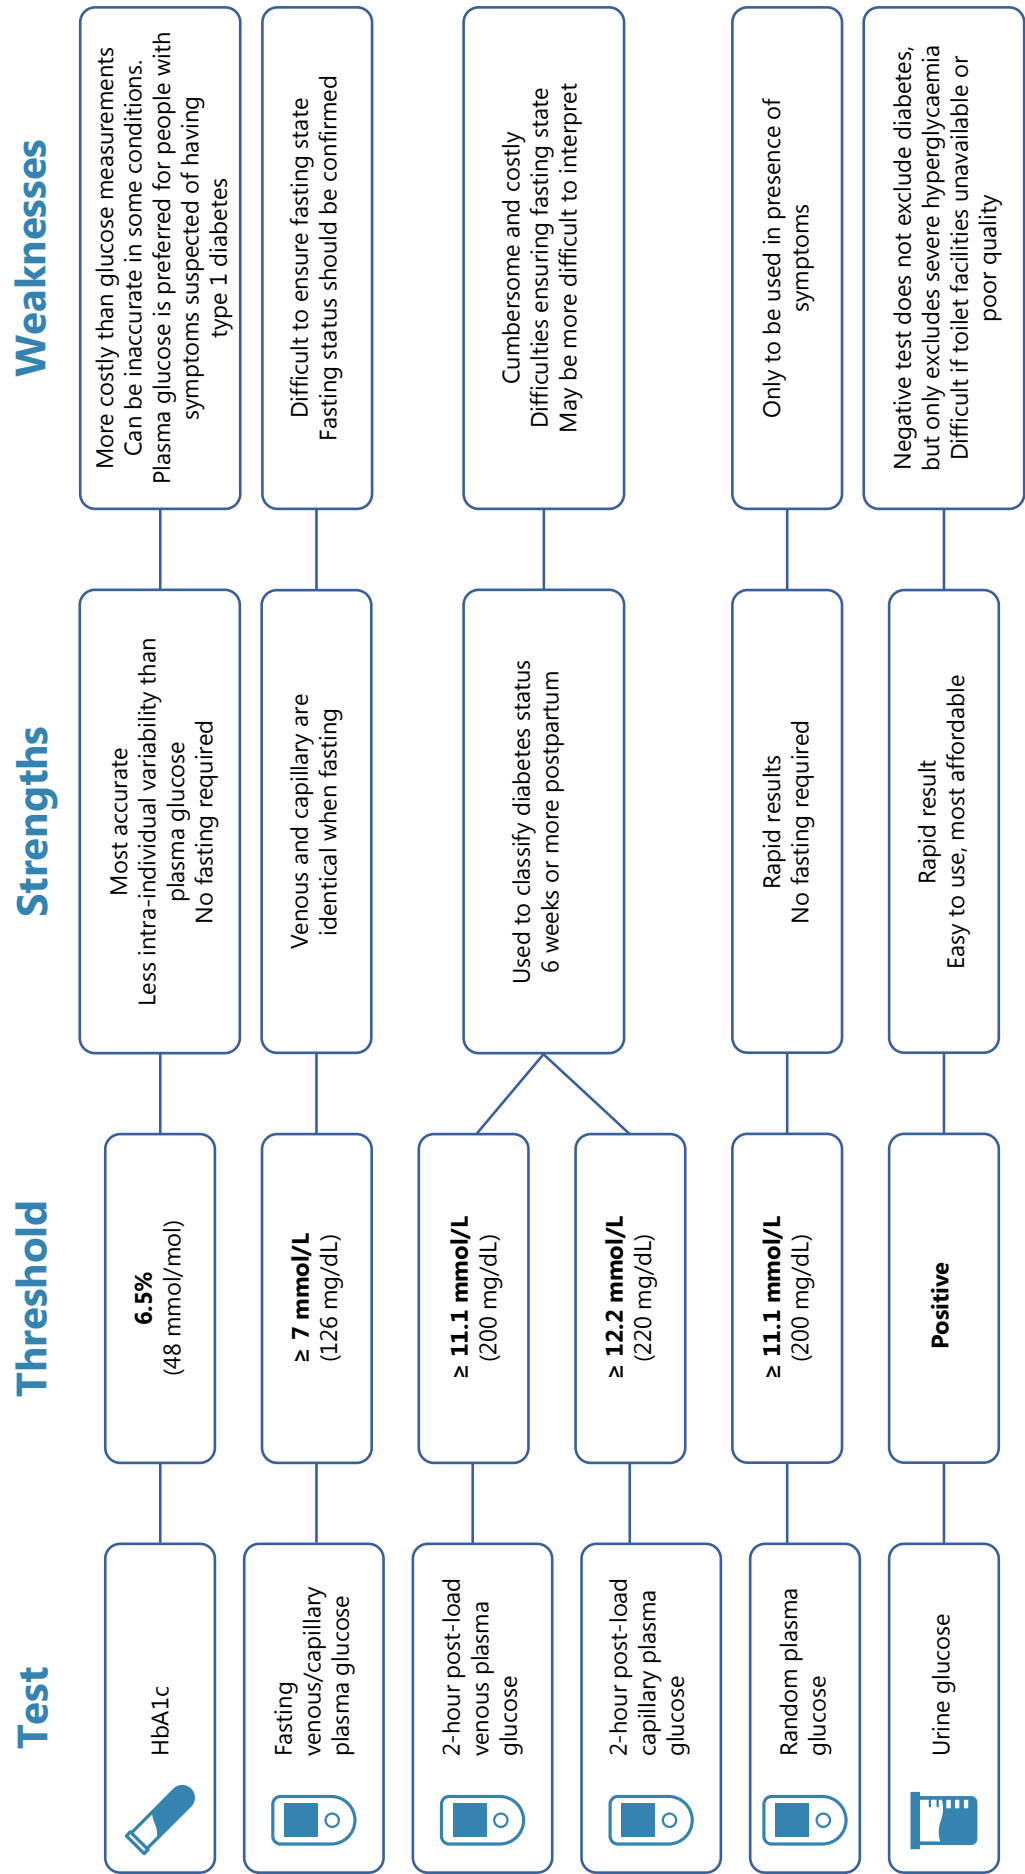 Test
Threshold
Strengths
Weaknesses
HbA1c
6.5%
(48 mmol/mol)
Most accurate
Less intra-individual variability than
plasma glucose
No fasting required
More costly than glucose measurements
Can be inaccurate in some conditions.
Plasma glucose is preferred for people with
symptoms suspected of having
type 1 diabetes
Fasting
venous/capillary
plasma glucose
≥ 7 mmol/L
(126 mg/dL)
Venous and capillary are
identical when fasting
Difficult to ensure fasting state
Fasting status should be confirmed
2-hour post-load
venous plasma
glucose
≥ 11.1 mmol/L
(200 mg/dL)
2-hour post-load
capillary plasma
glucose
≥ 12.2 mmol/L
(220 mg/dL)
Used to classify diabetes status
6 weeks or more postpartum
Cumbersome and costly
Difficulties ensuring fasting state
May be more difficult to interpret
Random plasma
glucose
≥ 11.1 mmol/L
(200 mg/dL)
Rapid results
No fasting required
Only to be used in presence of
symptoms
Urine glucose
Positive
Rapid result
Easy to use, most affordable
Negative test does not exclude diabetes,
but only excludes severe hyperglycaemia
Difficult if toilet facilities unavailable or
poor quality